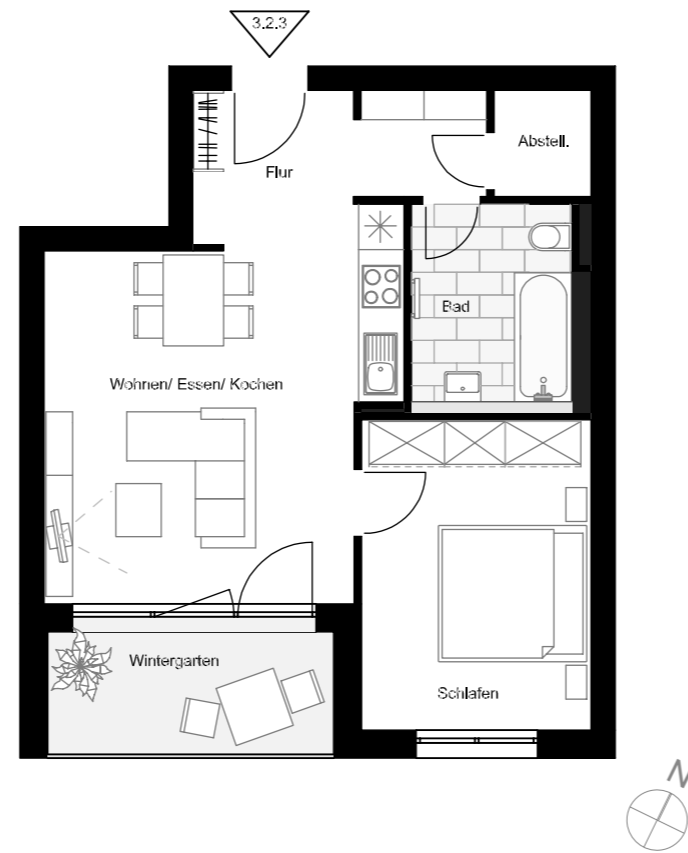 3.2.3
Abstell.
Flur
Bad
Wohnen/ Essen/ Kochen
Wintergarten
Schlafen
N